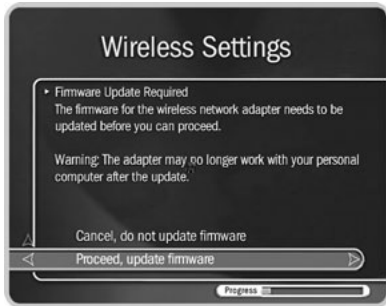 Wireless Settings
Firmware Update Required
The firmware for the wireless network adapter needs to be
updated before you can proceed.
Warning: The adapter may no longer work with your personal
computer after the update.
Cancel, do not update firmware
Proceed, update firmware
Progress